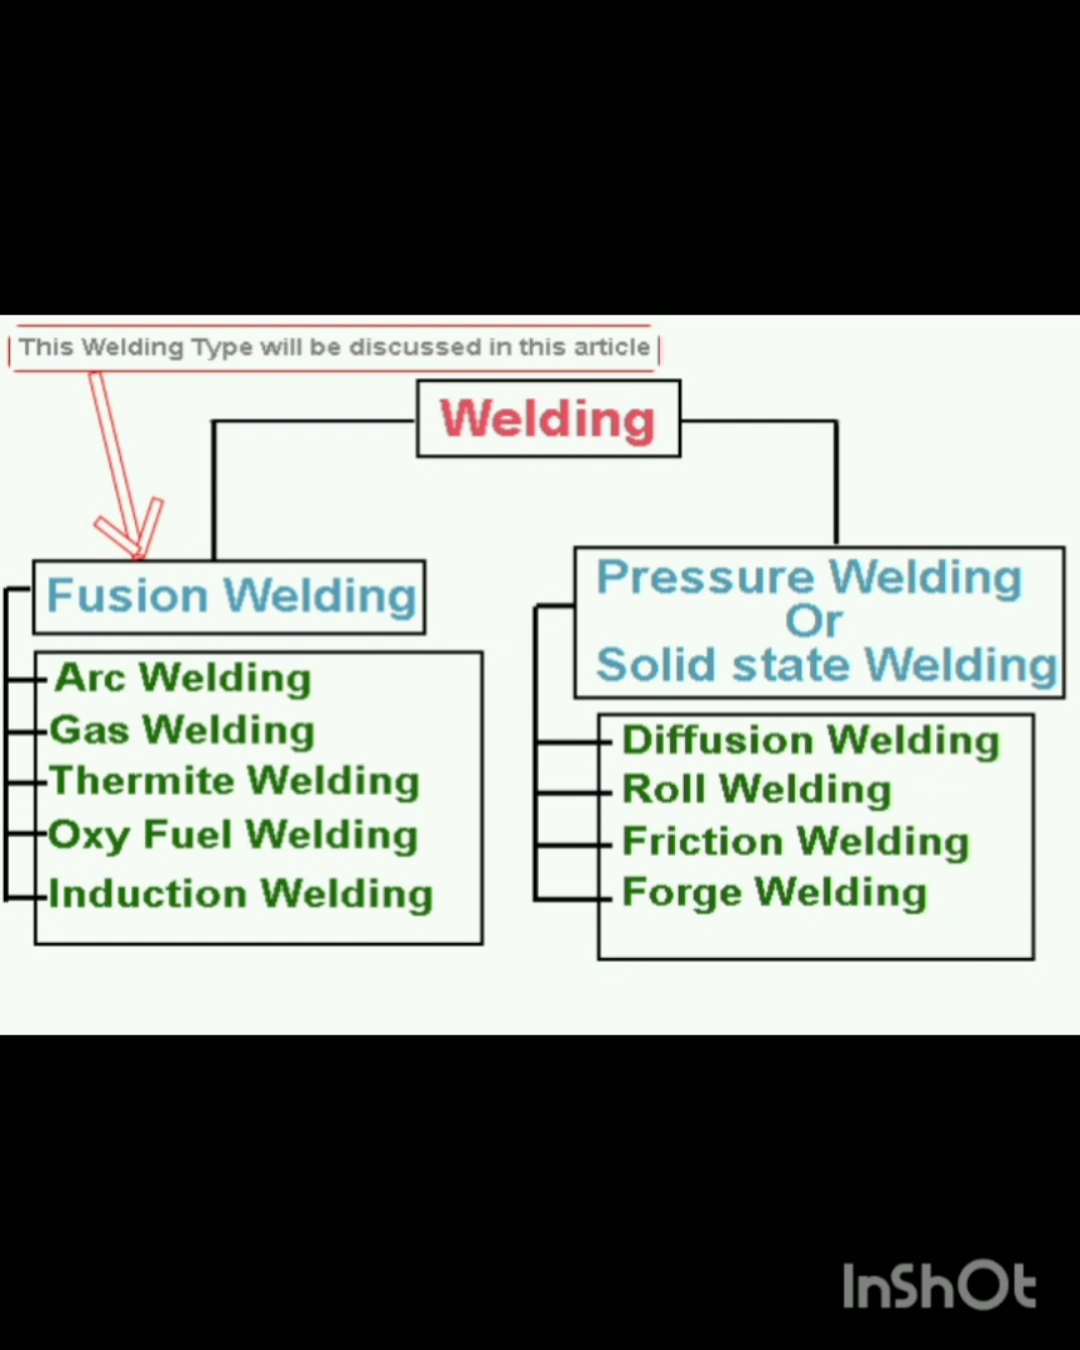 This Welding Type will be discussed in this article
Welding
Fusion Welding
Arc Welding
Gas Welding
Thermite Welding
Oxy Fuel Welding
Induction Welding
Pressure Welding
Or
Solid state Welding
Diffusion Welding
Roll Welding
Friction Welding
Forge Welding
InShOt